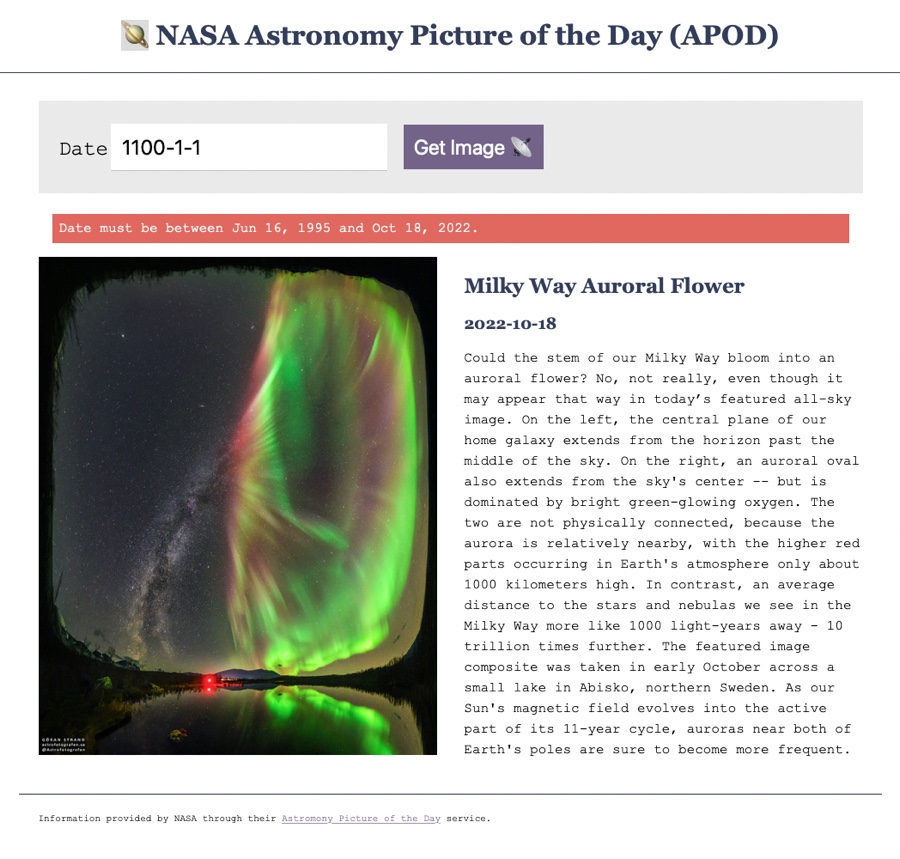 NASA Astronomy Picture of the Day (APOD)
Date 1100-1-1 Get Image
Date must be between Jun 16, 1995 and Oct 18, 2022.
Milky Way Auroral Flower
2022-10-18
Could the stem of our Milky Way bloom into an
auroral flower? No, not really, even though it
may appear that way in today’s featured all-sky
image. On the left, the central plane of our
home galaxy extends from the horizon past the
middle of the sky. On the right, an auroral oval
also extends from the sky's center -- but is
dominated by bright green-glowing oxygen. The
two are not physically connected, because the
aurora is relatively nearby, with the higher red
parts occurring in Earth's atmosphere only about
1000 kilometers high. In contrast, an average
distance to the stars and nebulas we see in the
Milky Way more like 1000 light-years away - 10
trillion times further. The featured image
composite was taken in early October across a
small lake in Abisko, northern Sweden. As our
Sun's magnetic field evolves into the active
part of its 11-year cycle, auroras near both of
Earth's poles are sure to become more frequent.
GÖRAN STRAND
astrofotografen.se
@Astrofotografen
Information provided by NASA through their Astromony Picture of the Day service.